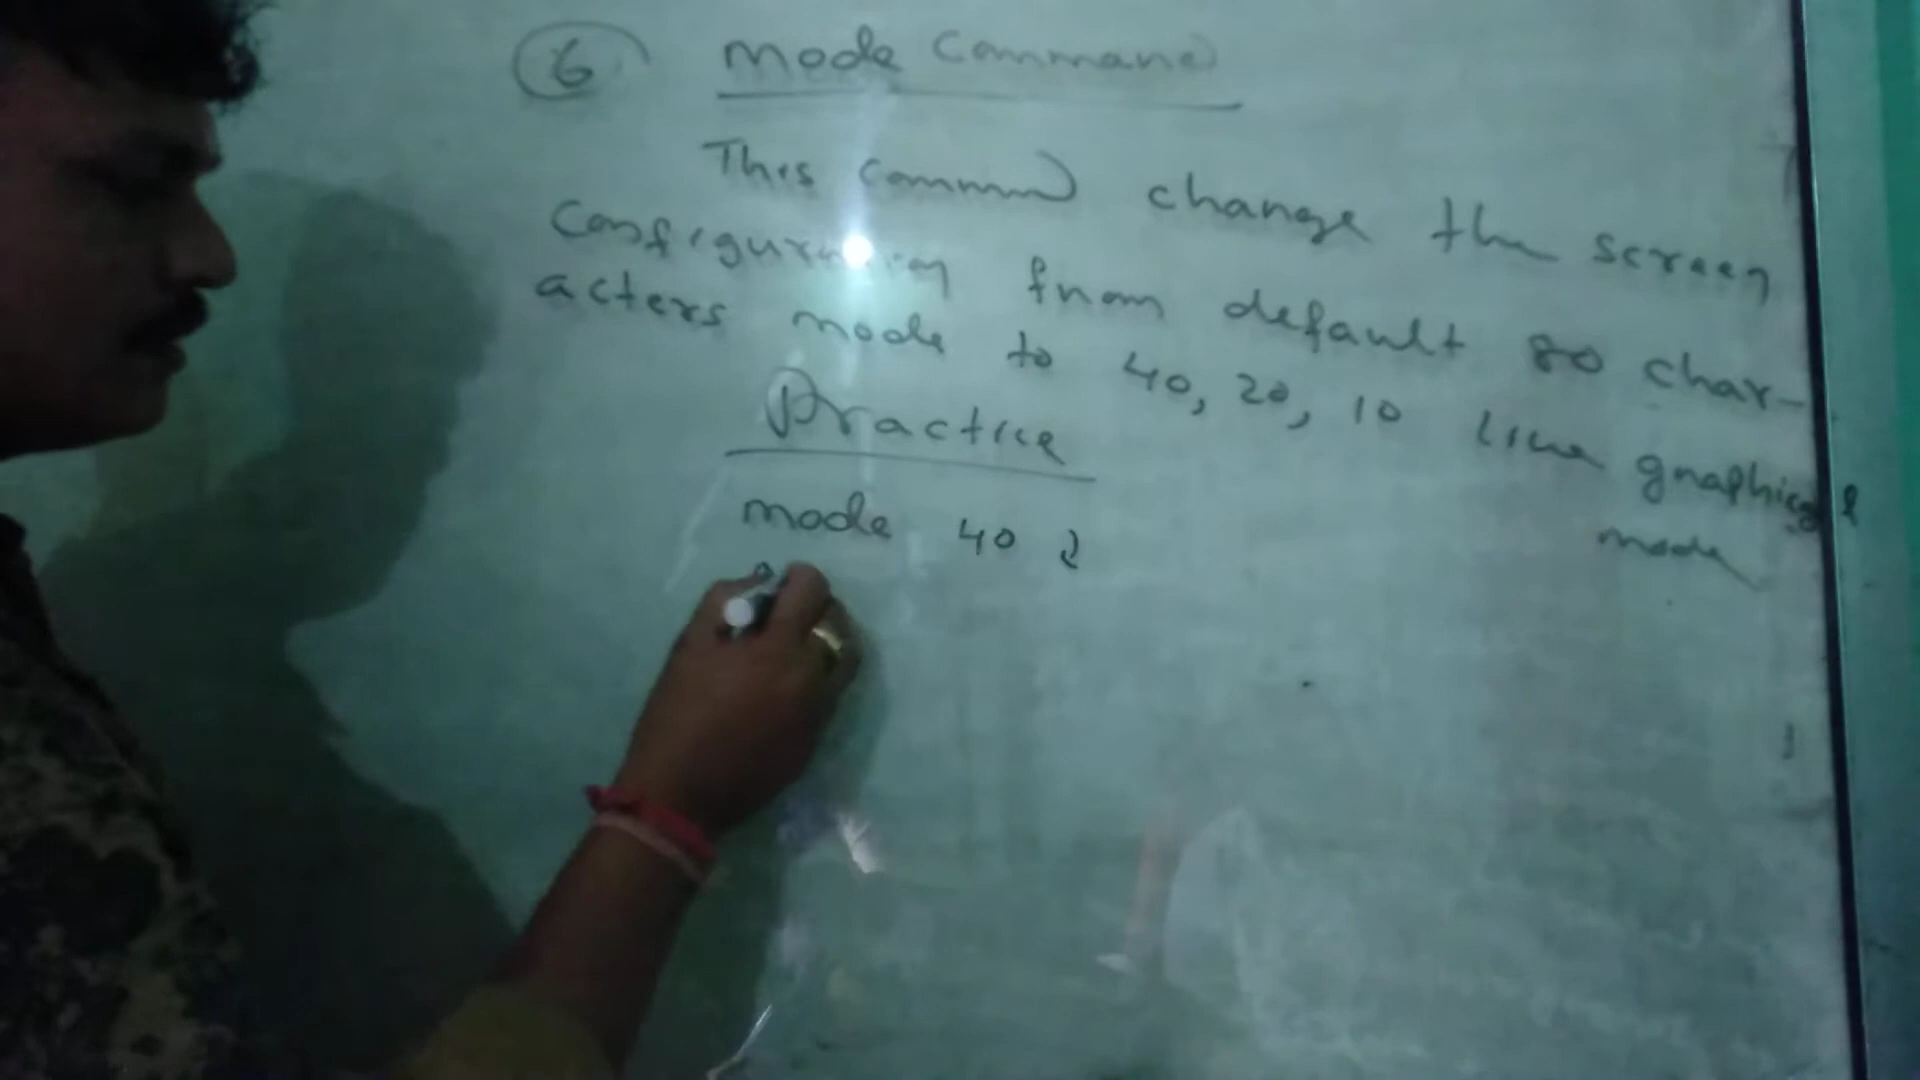 6 Mode Command
This Command change the screen
Configuration from default 80 char-
acters mode to 40, 20, 10 Line graphical
mode
Practice
mode 40